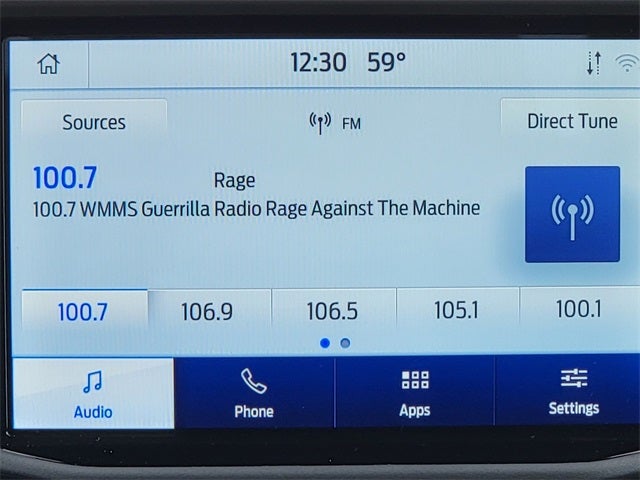 12:30 59°
Sources FM Direct Tune
100.7 Rage
100.7 WMMS Guerrilla Radio Rage Against The Machine
100.7 106.9 106.5 105.1 100.1
Audio Phone Apps Settings